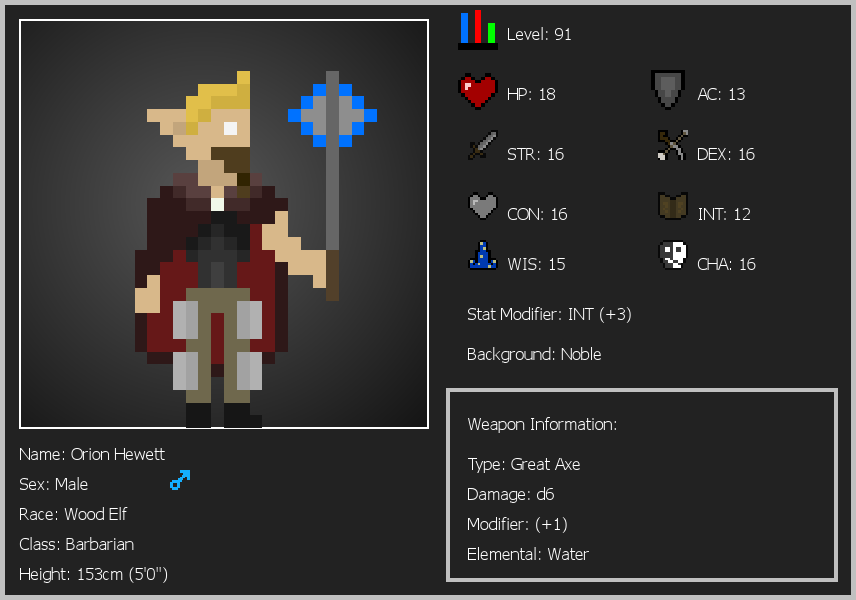 Level: 91
HP: 18
AC: 13
STR: 16
DEX: 16
CON: 16
INT: 12
WIS: 15
CHA: 16
Stat Modifier: INT (+3)
Background: Noble
Weapon Information:
Type: Great Axe
Damage: d6
Modifier: (+1)
Elemental: Water
Name: Orion Hewett
Sex: Male
Race: Wood Elf
Class: Barbarian
Height: 153cm (5'0")